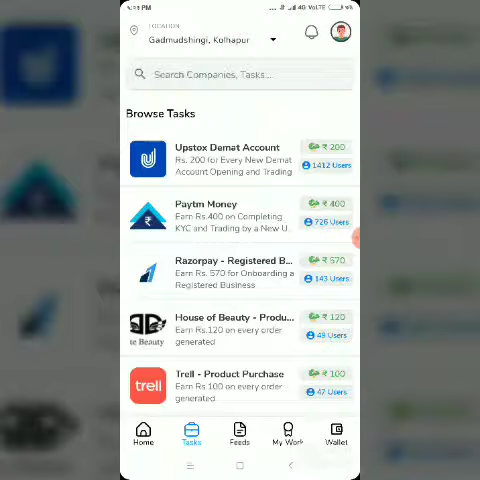 LOCATION
Gadmudshingi, Kolhapur
Search Companies, Tasks...
Browse Tasks
Upstox Demat Account
₹ 200
Rs. 200 for Every New Demat
Account Opening and Trading
1412 Users
Paytm Money
₹ 400
Earn Rs.400 on Completing
KYC and Trading by a New U..
726 Users
Razorpay - Registered B...
₹ 570
Earn Rs. 570 for Onboarding a
Registered Business
143 Users
House of Beauty - Produ...
₹ 120
Earn Rs.120 on every order
generated
49 Users
te Beauty
Trell - Product Purchase
₹ 100
Earn Rs.100 on every order
generated
47 Users
trell
Home
Tasks
Feeds
My Work
Wallet